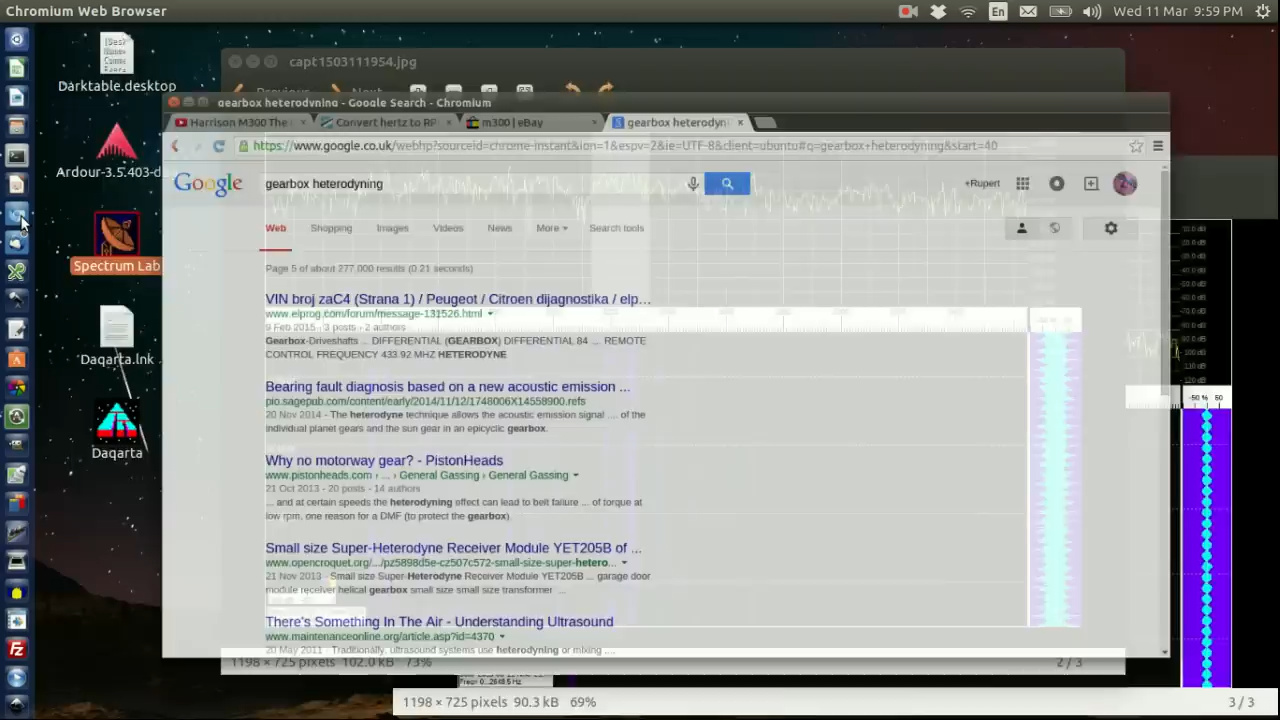 Chromium Web Browser
En
Wed 11 Mar 9:59 PM
Darktable.desktop
Ardour-3.5.403-d
Spectrum Lab
Daqarta.lnk
Daqarta
capt1503111954.jpg
Previous
Next
gearbox heterodyning - Google Search - Chromium
Harrison M300 The
Convert hertz to RP
m300 | eBay
gearbox heterodyn
https://www.google.co.uk/webhp?sourceid=chrome-instant&ion=1&espv=2&ie=UTF-8&client=ubuntu#q=gearbox+heterodyning&start=40
Google
gearbox heterodyning
+Rupert
Web
Shopping
Images
Videos
News
More
Search tools
Page 5 of about 277,000 results (0.21 seconds)
VIN broj zaC4 (Strana 1) / Peugeot / Citroen dijagnostika / elp...
www.elprog.com/forum/message-131526.html
9 Feb 2015 - 3 posts - 2 authors
Gearbox-Driveshafts ... DIFFERENTIAL (GEARBOX) DIFFERENTIAL 84 ... REMOTE
CONTROL FREQUENCY 433.92 MHZ HETERODYNE
Bearing fault diagnosis based on a new acoustic emission ...
pio.sagepub.com/content/early/2014/11/12/1748006X14558900.refs
20 Nov 2014 - The heterodyne technique allows the acoustic emission signal ... of the
individual planet gears and the sun gear in an epicyclic gearbox.
Why no motorway gear? - PistonHeads
www.pistonheads.com › ... › General Gassing › General Gassing
21 Oct 2013 - 20 posts - 14 authors
... and at certain speeds the heterodyning effect can lead to belt failure ... of torque at
low rpm, one reason for a DMF (to protect the gearbox).
Small size Super-Heterodyne Receiver Module YET205B of ...
www.opencroquet.org/.../pz5898d5e-cz507c572-small-size-super-hetero...
21 Nov 2013 - Small size Super-Heterodyne Receiver Module YET205B ... garage door
module receiver helical gearbox small size small size transformer ...
There's Something In The Air - Understanding Ultrasound
www.maintenanceonline.org/article.asp?id=4370
20 May 2011 - Traditionally, ultrasound systems use heterodyning or mixing ....
-50 % 50
1198 × 725 pixels 102.0 kB 73%
2 / 3
1198 × 725 pixels 90.3 kB 69%
3 / 3